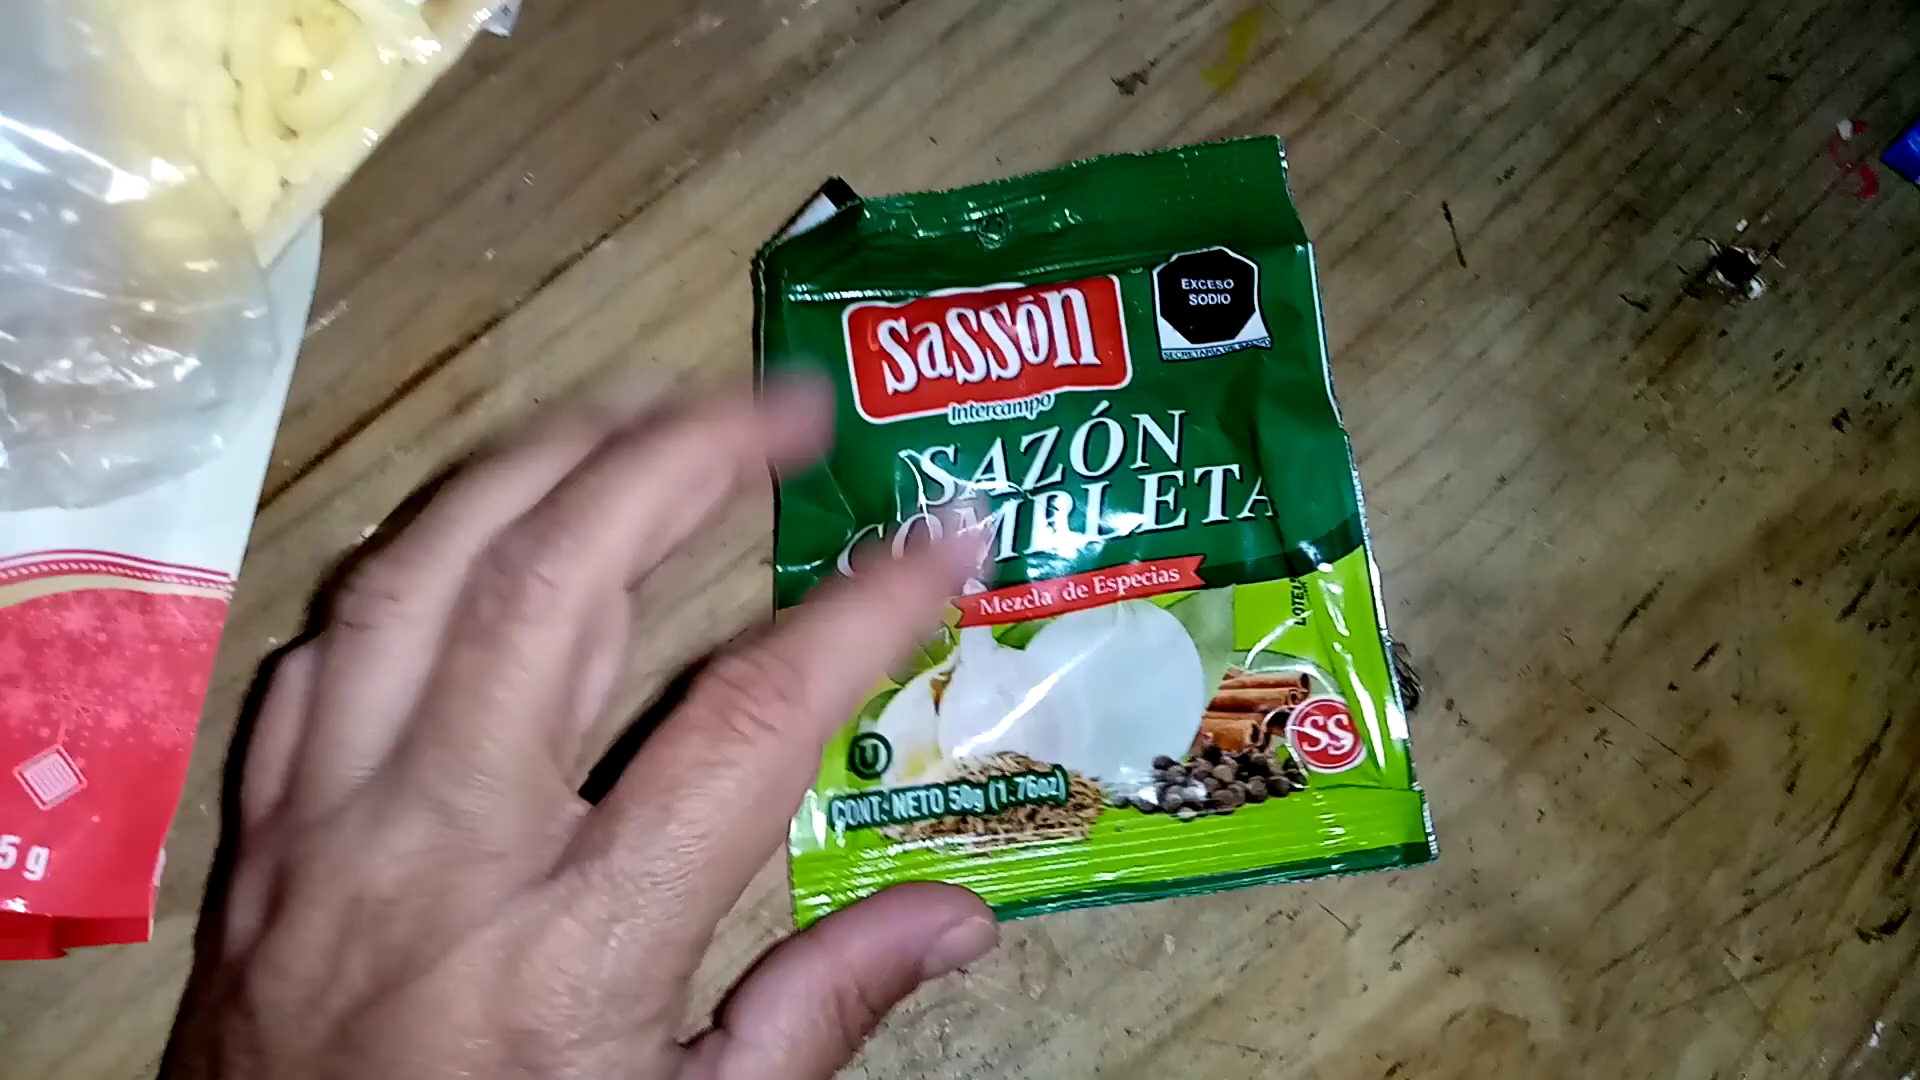 EXCESO
SODIO
SECRETARÍA DE SALUD
sassón
Intercampo
SAZÓN
COMPLETA
Mezcla de Especias
SS
U
CONT. NETO 50g (1.76oz)
5 g